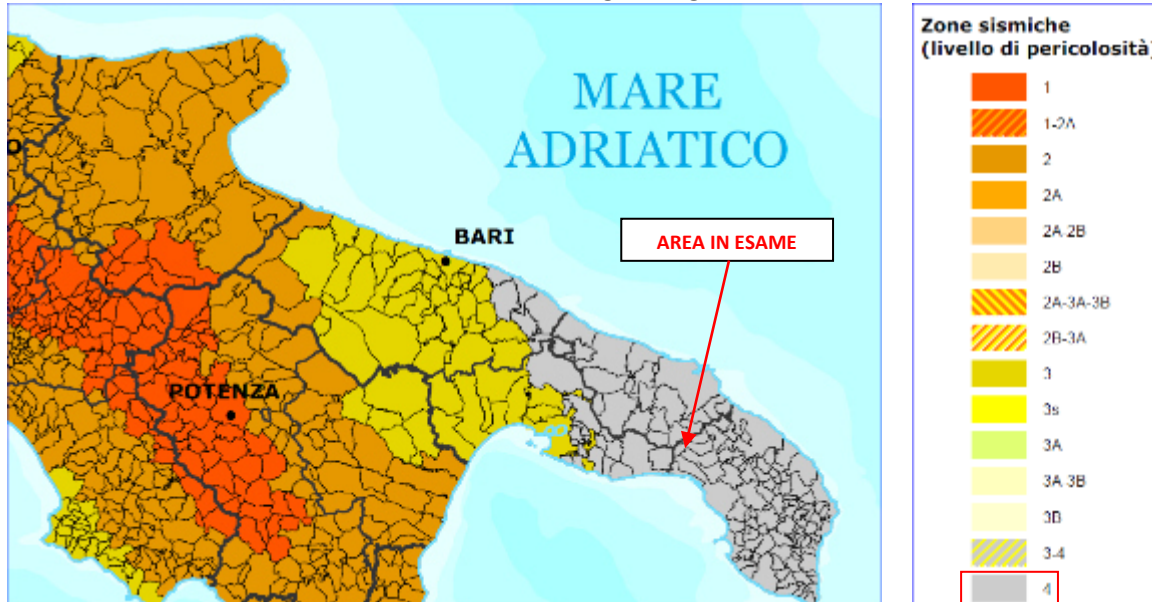 MARE
ADRIATICO
BARI
AREA IN ESAME
POTENZA
Zone sismiche
(livello di pericolosità)
1
1-2A
2
2A
2A-2B
2B
2A-3A-3B
2B-3A
3
3s
3A
3A-3B
3B
3-4
4